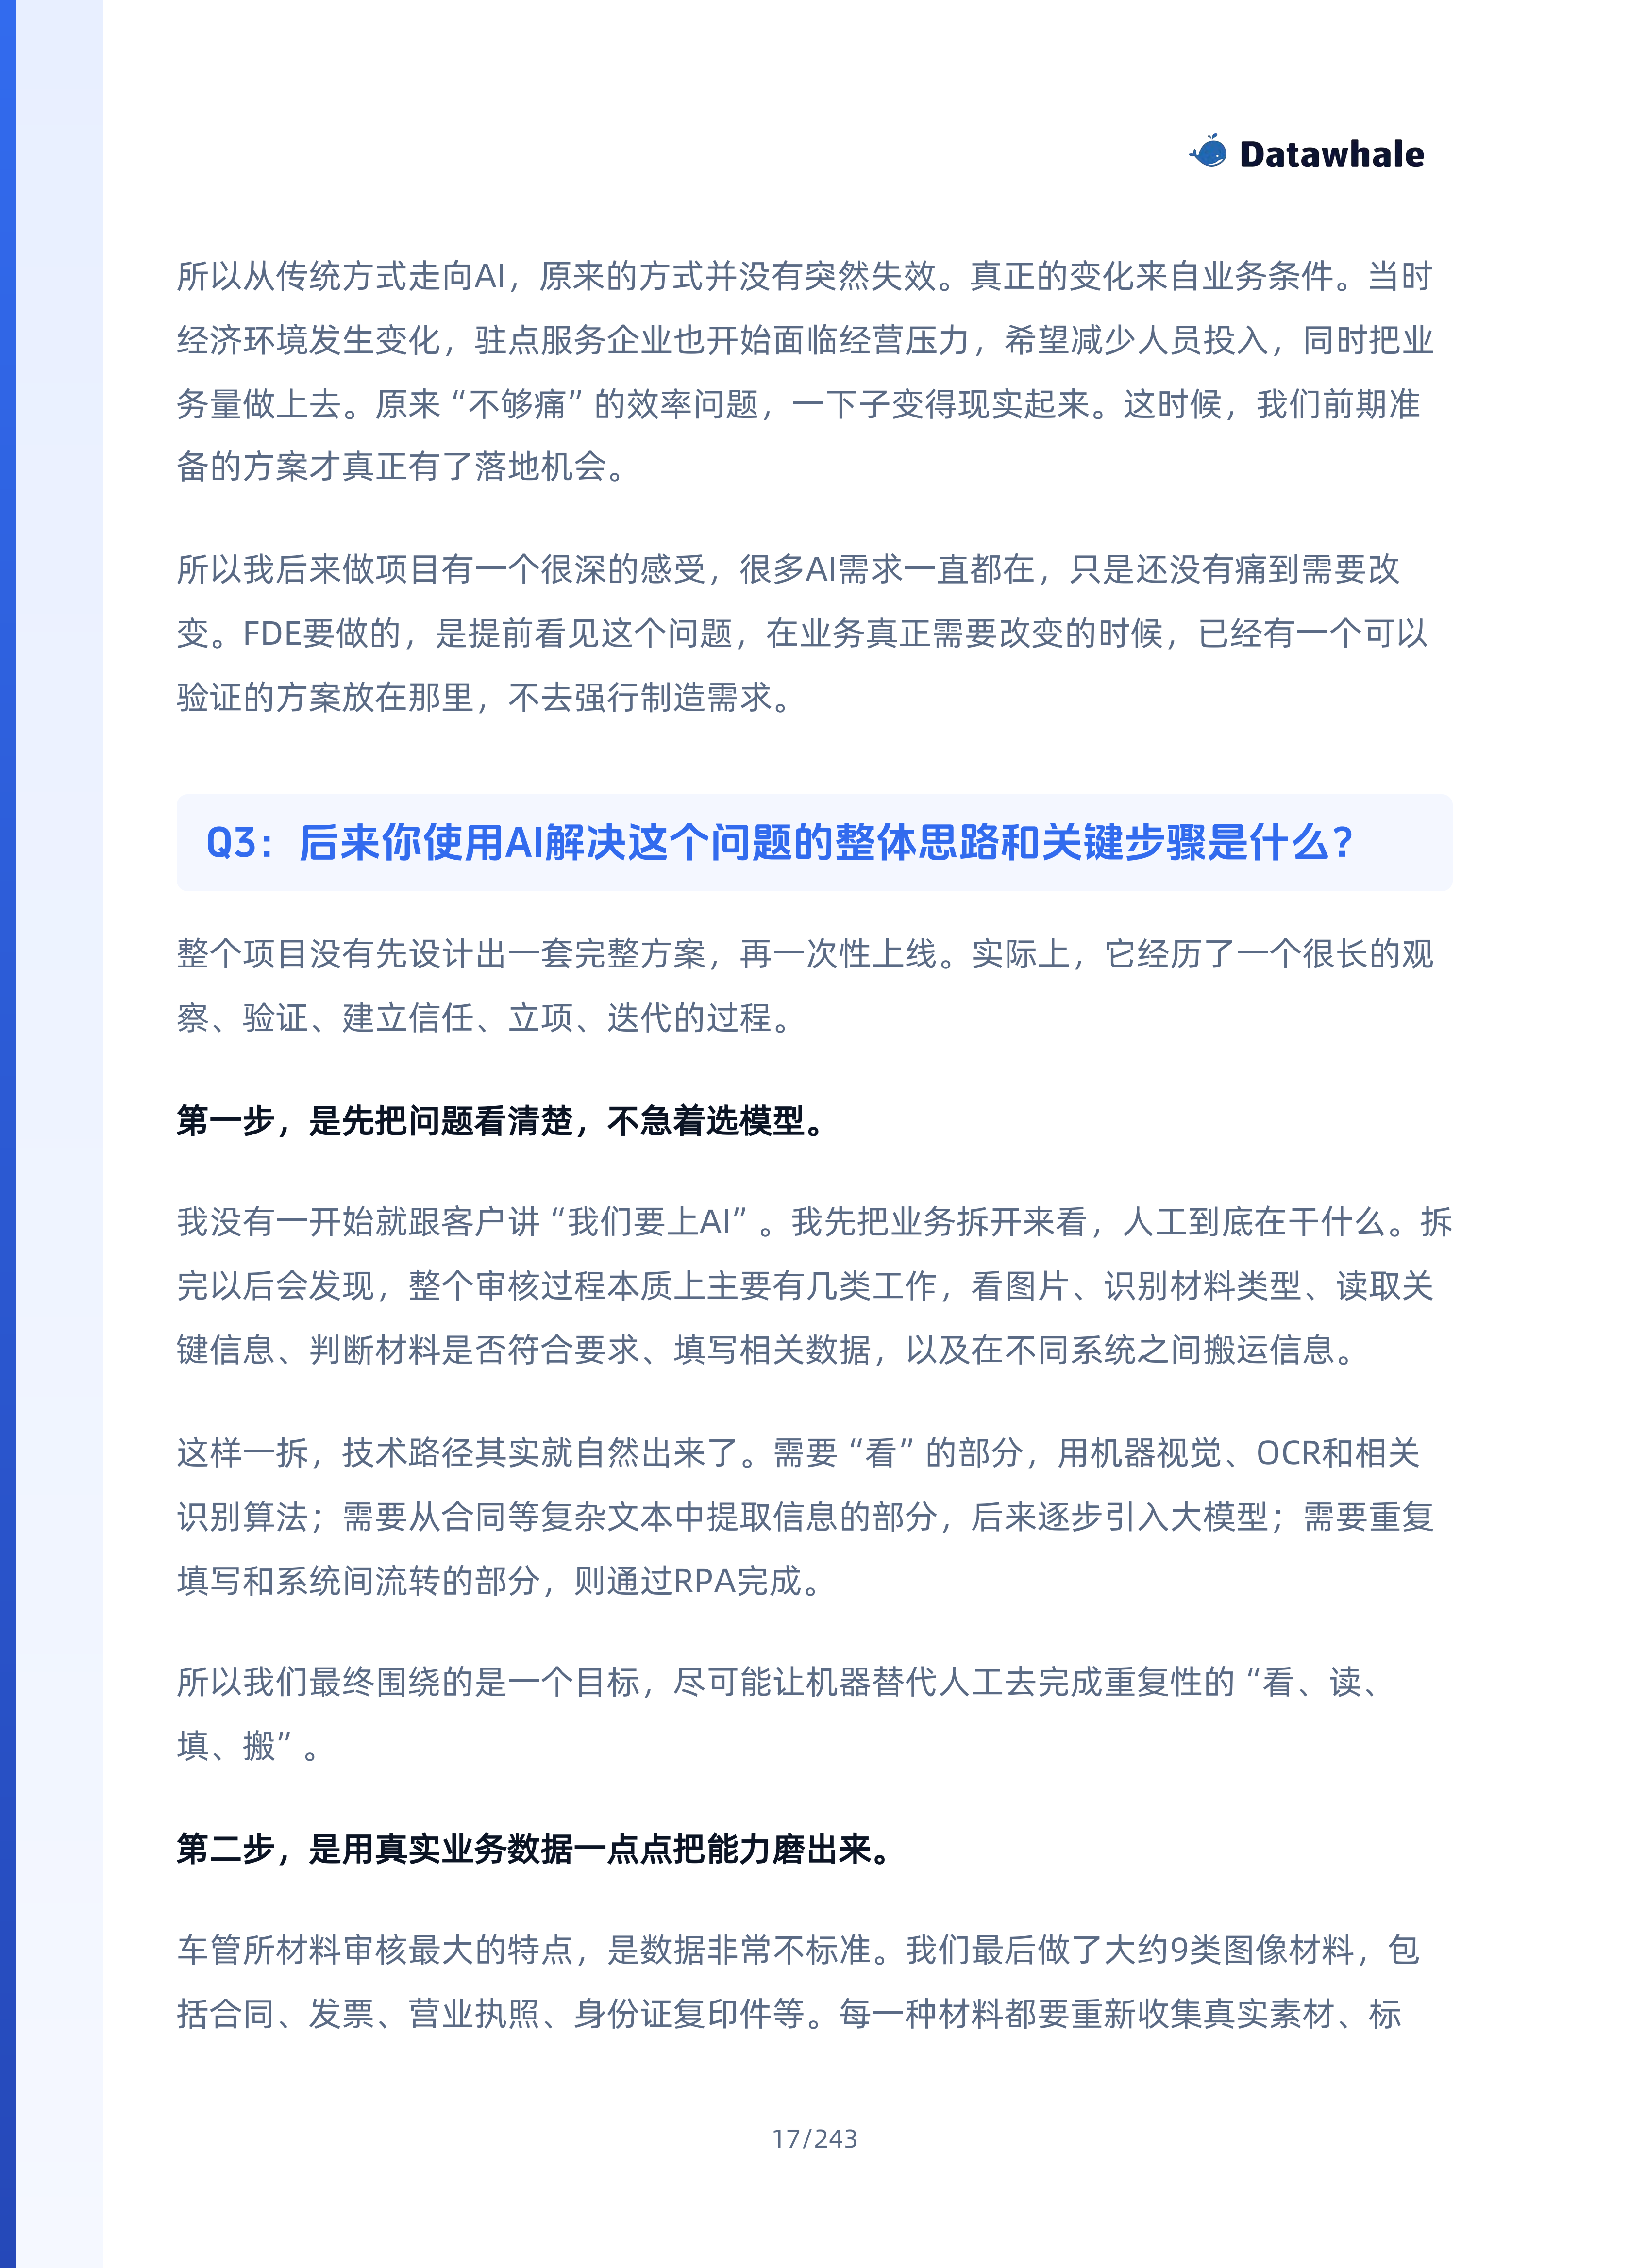 Datawhale
所以从传统方式走向AI，原来的方式并没有突然失效。真正的变化来自业务条件。当时
经济环境发生变化，驻点服务企业也开始面临经营压力，希望减少人员投入，同时把业
务量做上去。原来“不够痛”的效率问题，一下子变得现实起来。这时候，我们前期准
备的方案才真正有了落地机会。
所以我后来做项目有一个很深的感受，很多AI需求一直都在，只是还没有痛到需要改
变。FDE要做的，是提前看见这个问题，在业务真正需要改变的时候，已经有一个可以
验证的方案放在那里，不去强行制造需求。
Q3：后来你使用AI解决这个问题的整体思路和关键步骤是什么？
整个项目没有先设计出一套完整方案，再一次性上线。实际上，它经历了一个很长的观
察、验证、建立信任、立项、迭代的过程。
第一步，是先把问题看清楚，不急着选模型。
我没有一开始就跟客户讲“我们要上AI”。我先把业务拆开来看，人工到底在干什么。拆
完以后会发现，整个审核过程本质上主要有几类工作，看图片、识别材料类型、读取关
键信息、判断材料是否符合要求、填写相关数据，以及在不同系统之间搬运信息。
这样一拆，技术路径其实就自然出来了。需要“看”的部分，用机器视觉、OCR和相关
识别算法；需要从合同等复杂文本中提取信息的部分，后来逐步引入大模型；需要重复
填写和系统间流转的部分，则通过RPA完成。
所以我们最终围绕的是一个目标，尽可能让机器替代人工去完成重复性的“看、读、
填、搬”。
第二步，是用真实业务数据一点点把能力磨出来。
车管所材料审核最大的特点，是数据非常不标准。我们最后做了大约9类图像材料，包
括合同、发票、营业执照、身份证复印件等。每一种材料都要重新收集真实素材、标
17/243